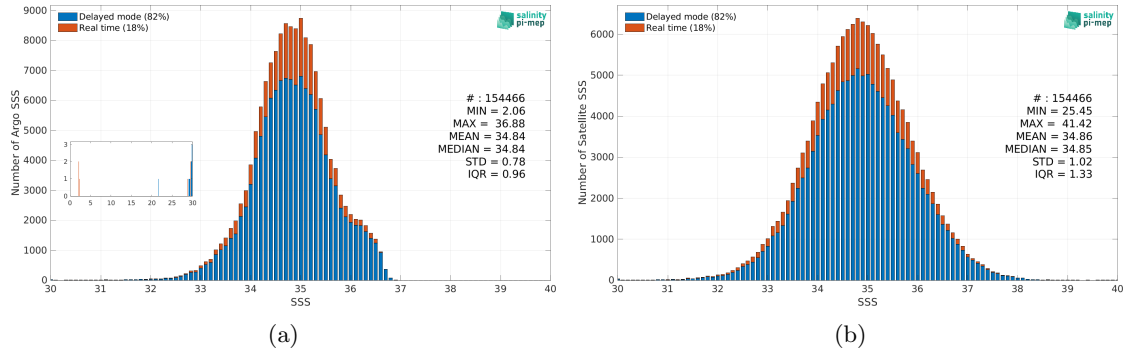 Delayed mode (82%)
Real time (18%)
salinity
pi-mep
Number of Argo SSS
9000
8000
7000
6000
5000
4000
3000
2000
1000
0
# : 154466
MIN = 2.06
MAX = 36.88
MEAN = 34.84
MEDIAN = 34.84
STD = 0.78
IQR = 0.96
3
2
1
0
0 5 10 15 20 25 30
30 31 32 33 34 35 36 37 38 39 40
SSS
(a)
Delayed mode (82%)
Real time (18%)
salinity
pi-mep
Number of Satellite SSS
6000
5000
4000
3000
2000
1000
0
# : 154466
MIN = 25.45
MAX = 41.42
MEAN = 34.86
MEDIAN = 34.85
STD = 1.02
IQR = 1.33
30 31 32 33 34 35 36 37 38 39 40
SSS
(b)